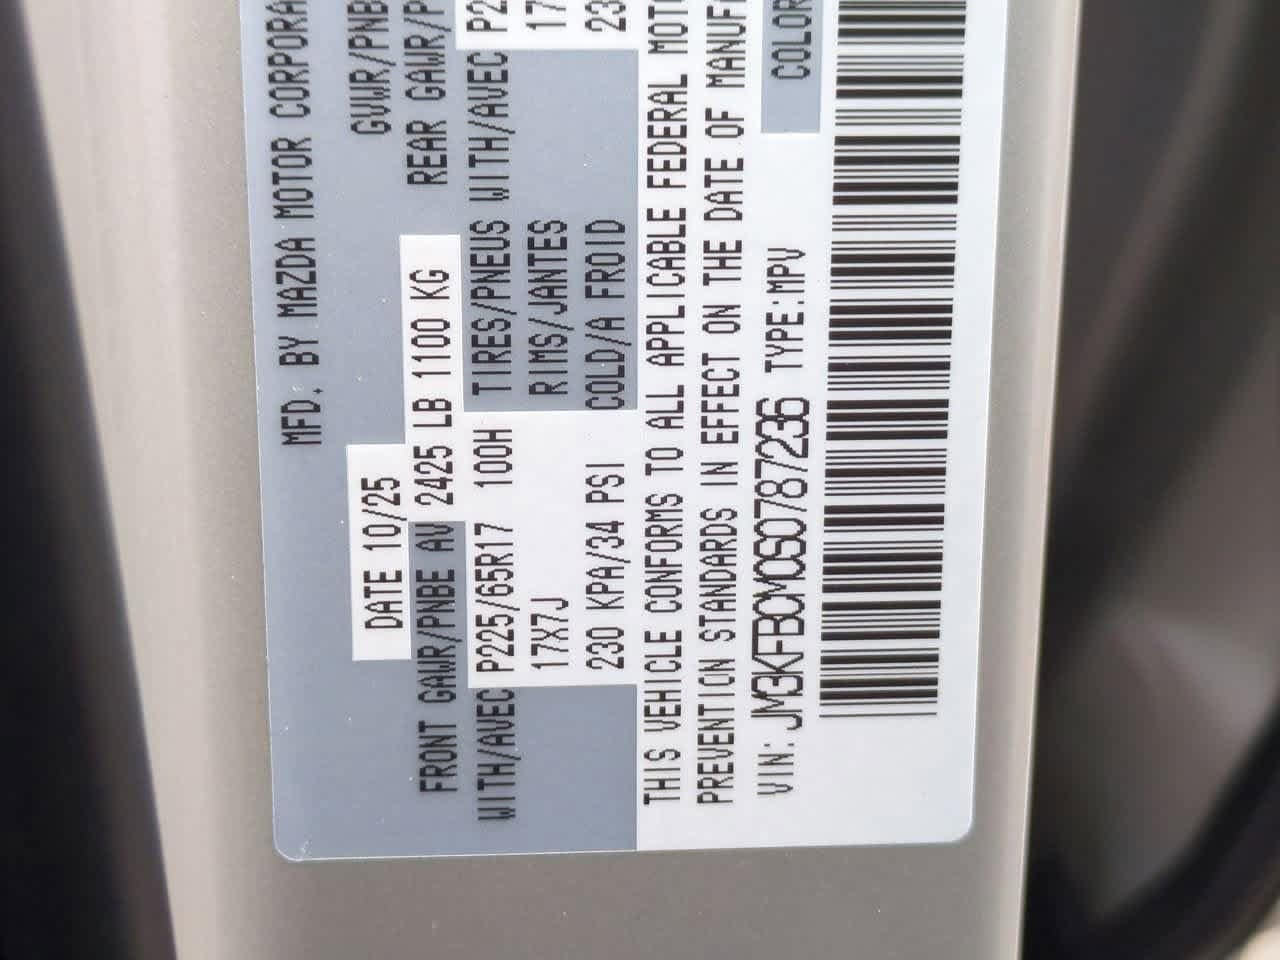 MFD. BY MAZDA MOTOR CORPORA
DATE 10/25
GVWR/PNB
FRONT GAWR/PNBE AV 2425 LB 1100 KG
REAR GAWR/P
WITH/AVEC P225/65R17 100H
TIRES/PNEUS WITH/AVEC P2
17X7J
RIMS/JANTES
17
230 KPA/34 PSI
COLD/A FROID
23
THIS VEHICLE CONFORMS TO ALL APPLICABLE FEDERAL MOTO
PREVENTION STANDARDS IN EFFECT ON THE DATE OF MANUF
VIN: JM3KFBCM0S0787236 TYPE:MPV
COLOR